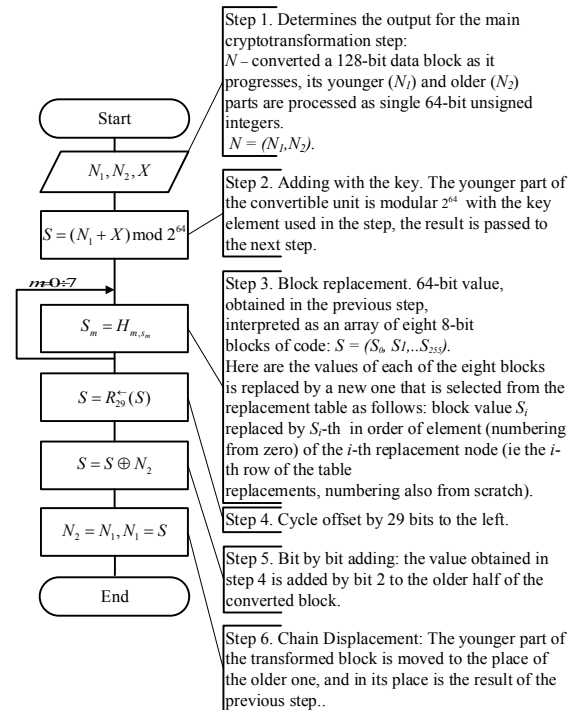 Start
N₁, N₂, X
S = (N₁ + X) mod 2⁶⁴
m=0÷7
Sₘ = Hₘ,ₛₘ
S = R₂₉←(S)
S = S ⊕ N₂
N₂ = N₁, N₁ = S
End
Step 1. Determines the output for the main
cryptotransformation step:
N – converted a 128-bit data block as it
progresses, its younger (N₁) and older (N₂)
parts are processed as single 64-bit unsigned
integers.
N = (N₁,N₂).
Step 2. Adding with the key. The younger part of
the convertible unit is modular 2⁶⁴ with the key
element used in the step, the result is passed to
the next step.
Step 3. Block replacement. 64-bit value,
obtained in the previous step,
interpreted as an array of eight 8-bit
blocks of code: S = (S₀, S1,..S₂₅₅).
Here are the values of each of the eight blocks
is replaced by a new one that is selected from the
replacement table as follows: block value Sᵢ
replaced by Sᵢ-th in order of element (numbering
from zero) of the i-th replacement node (ie the i-
th row of the table
replacements, numbering also from scratch).
Step 4. Cycle offset by 29 bits to the left.
Step 5. Bit by bit adding: the value obtained in
step 4 is added by bit 2 to the older half of the
converted block.
Step 6. Chain Displacement: The younger part of
the transformed block is moved to the place of
the older one, and in its place is the result of the
previous step..